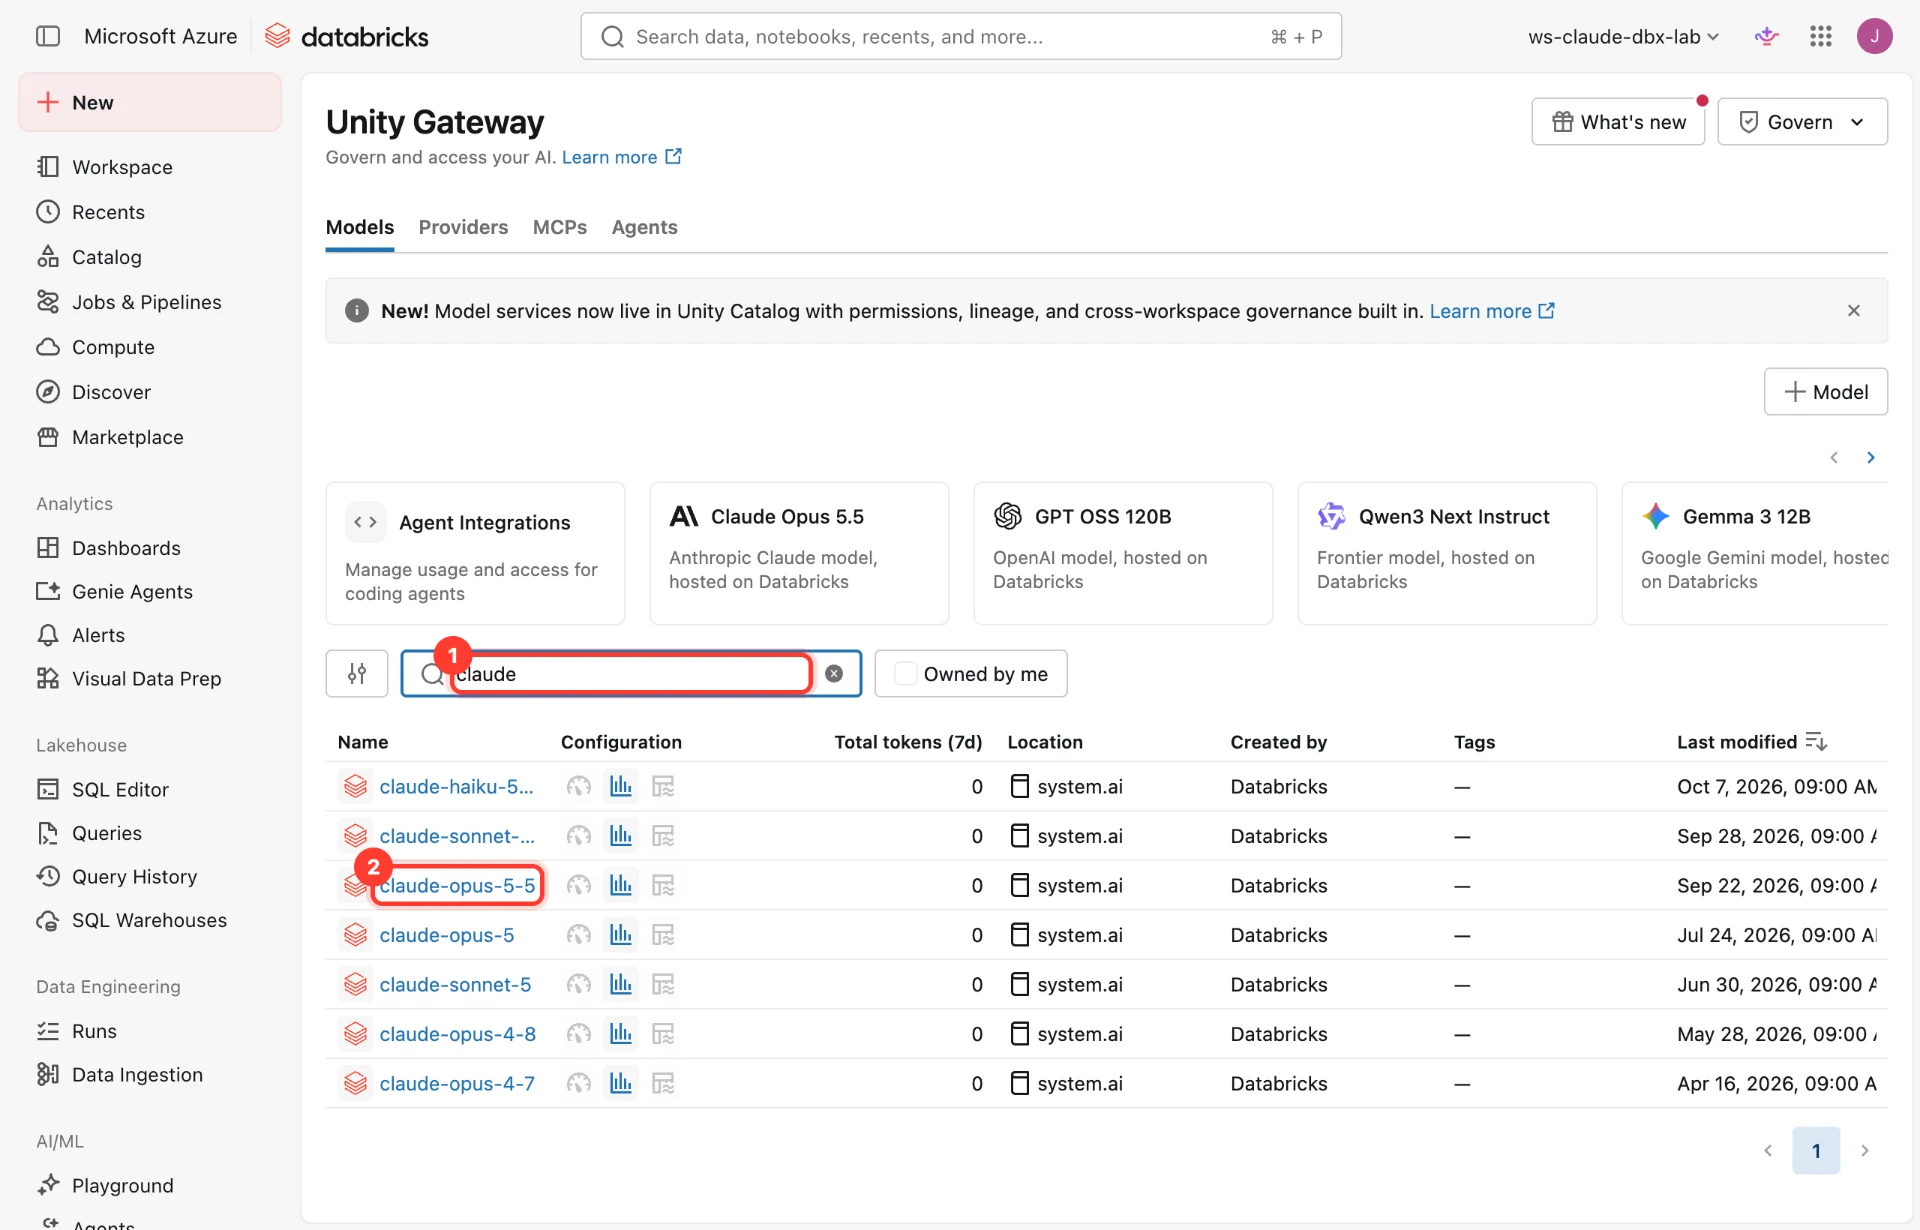 Microsoft Azure
databricks
Search data, notebooks, recents, and more...
⌘ + P
ws-claude-dbx-lab
J
New
Workspace
Recents
Catalog
Jobs & Pipelines
Compute
Discover
Marketplace
Analytics
Dashboards
Genie Agents
Alerts
Visual Data Prep
Lakehouse
SQL Editor
Queries
Query History
SQL Warehouses
Data Engineering
Runs
Data Ingestion
AI/ML
Playground
Agents
Unity Gateway
Govern and access your AI. Learn more
What's new
Govern
Models Providers MCPs Agents
New! Model services now live in Unity Catalog with permissions, lineage, and cross-workspace governance built in. Learn more
Model
Agent Integrations
Manage usage and access for
coding agents
Claude Opus 5.5
Anthropic Claude model,
hosted on Databricks
GPT OSS 120B
OpenAI model, hosted on
Databricks
Qwen3 Next Instruct
Frontier model, hosted on
Databricks
Gemma 3 12B
Google Gemini model, hosted
on Databricks
1
claude
Owned by me
Name Configuration Total tokens (7d) Location Created by Tags Last modified
claude-haiku-5... 0 system.ai Databricks — Oct 7, 2026, 09:00 AM
claude-sonnet-... 0 system.ai Databricks — Sep 28, 2026, 09:00 A
2
claude-opus-5-5 0 system.ai Databricks — Sep 22, 2026, 09:00 A
claude-opus-5 0 system.ai Databricks — Jul 24, 2026, 09:00 A
claude-sonnet-5 0 system.ai Databricks — Jun 30, 2026, 09:00 A
claude-opus-4-8 0 system.ai Databricks — May 28, 2026, 09:00
claude-opus-4-7 0 system.ai Databricks — Apr 16, 2026, 09:00 A
1